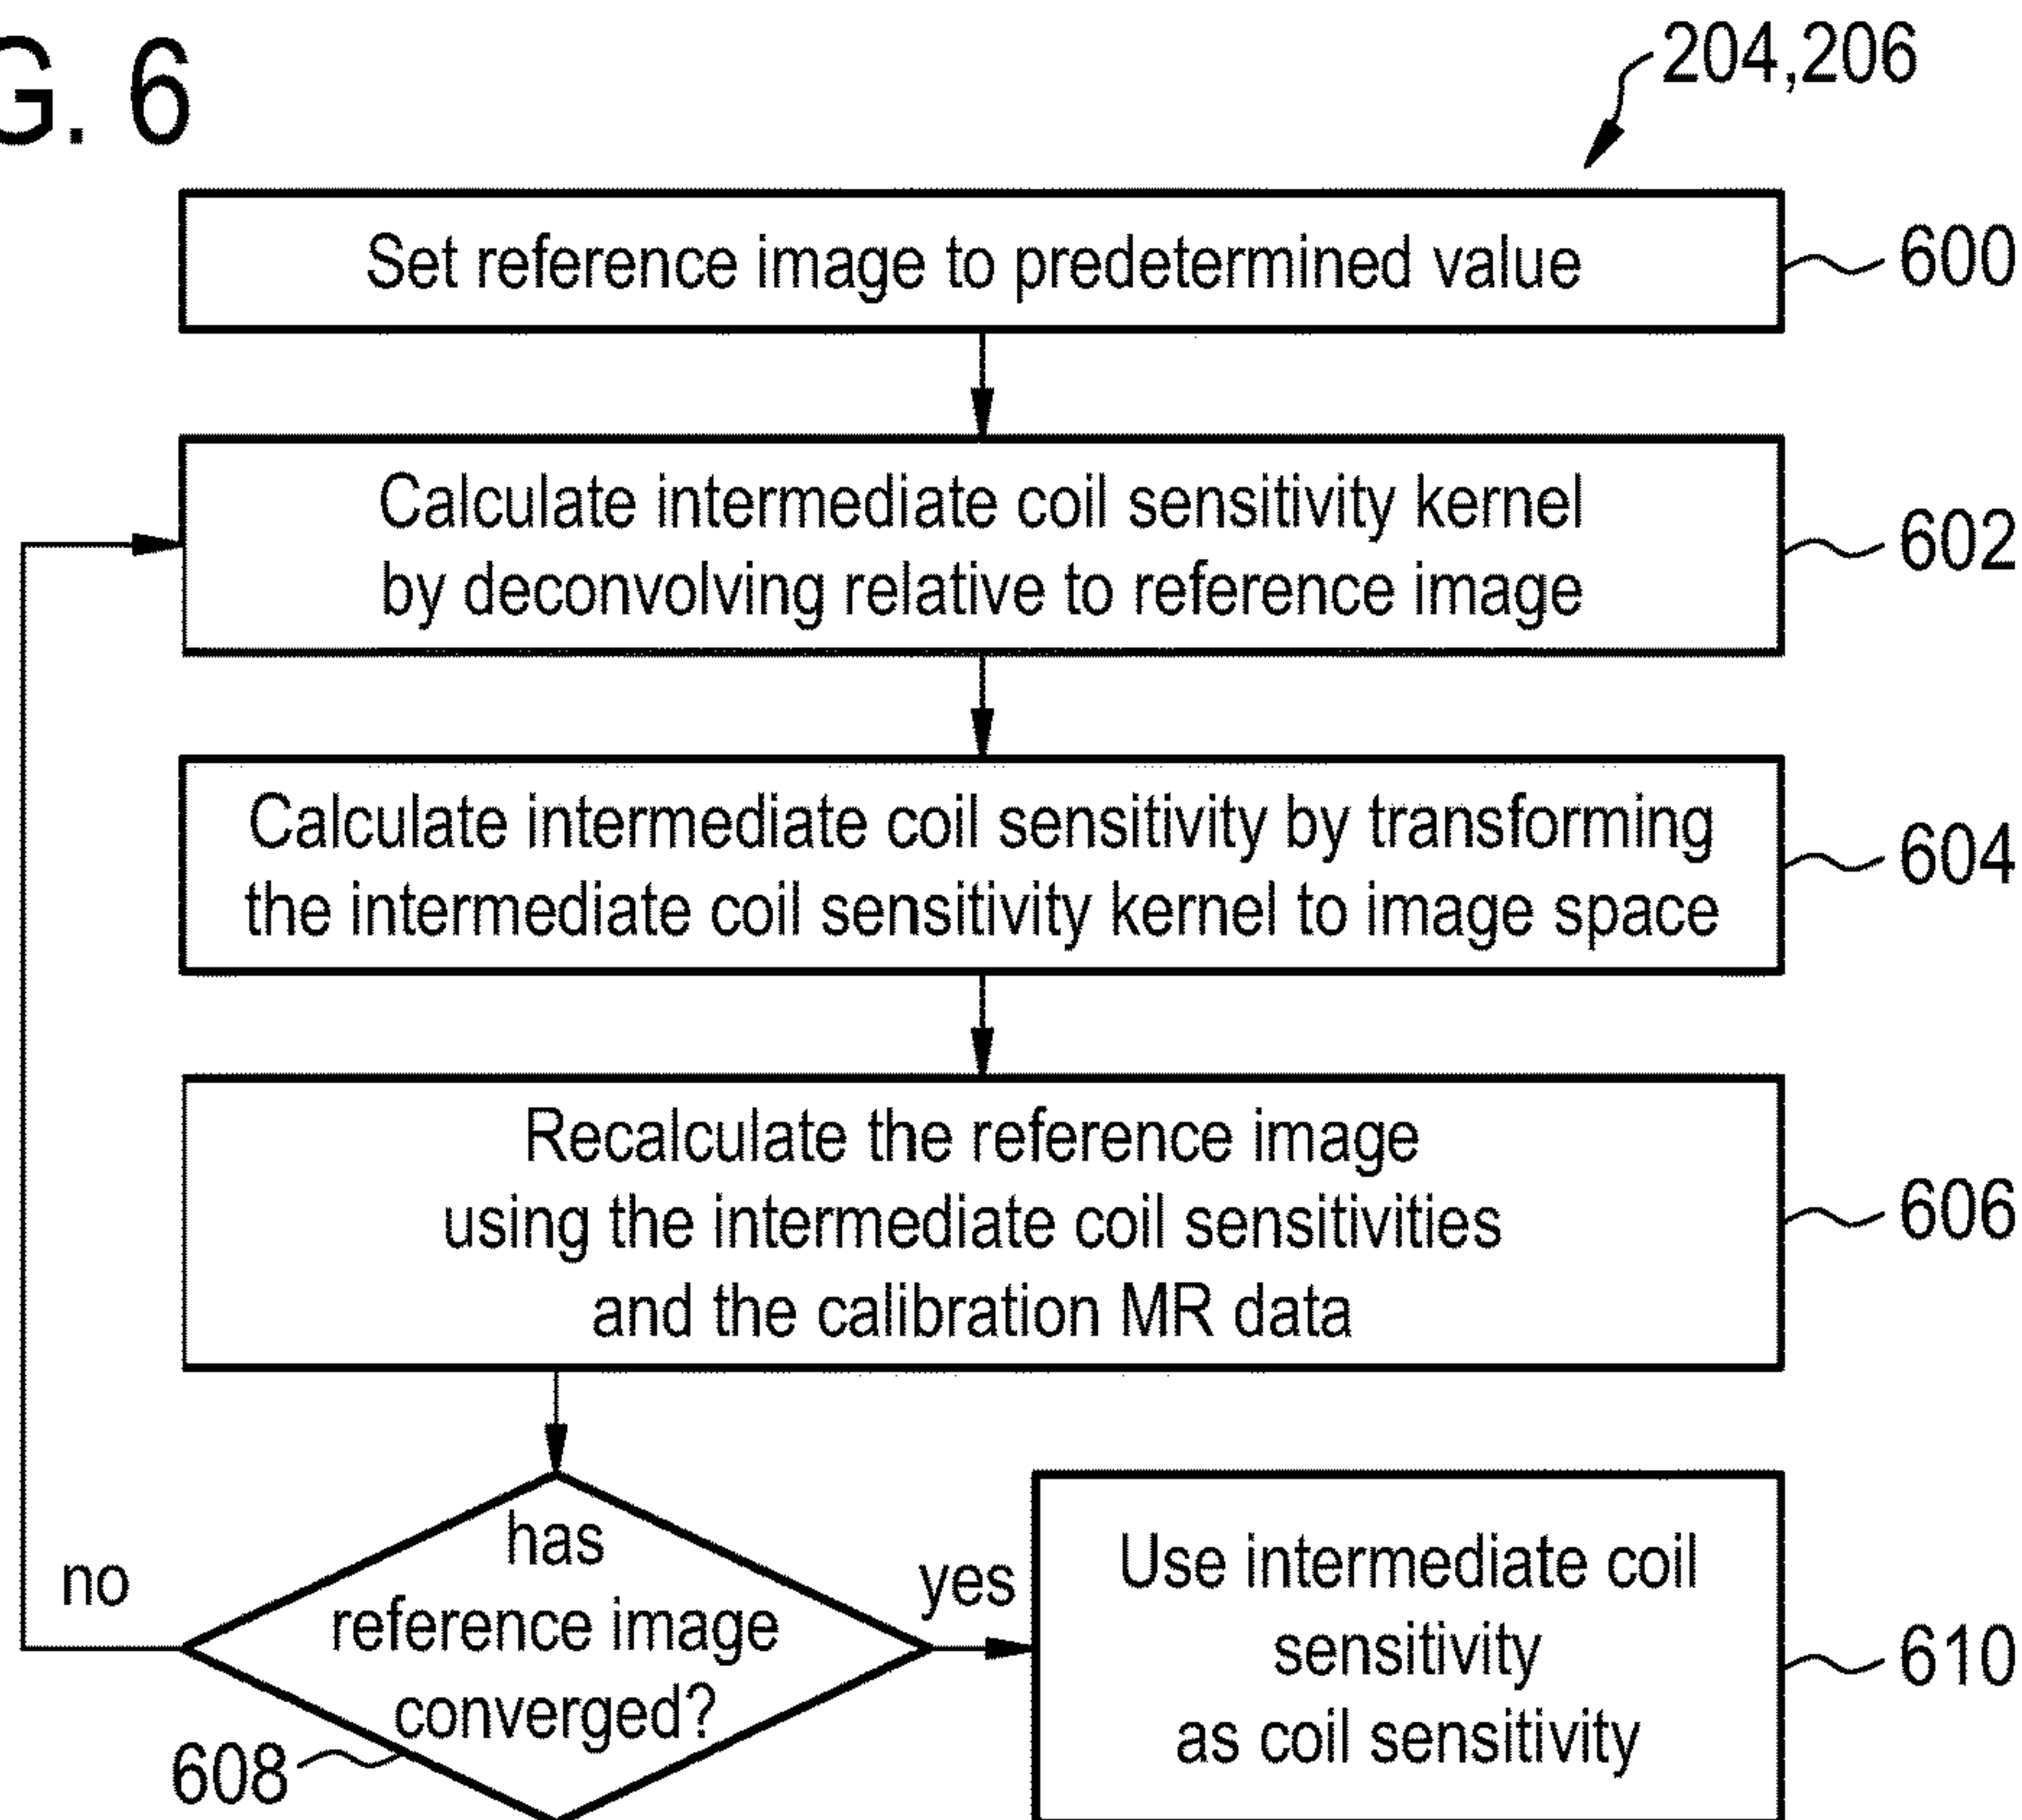 G. 6
204,206
Set reference image to predetermined value
600
Calculate intermediate coil sensitivity kernel
by deconvolving relative to reference image
602
Calculate intermediate coil sensitivity by transforming
the intermediate coil sensitivity kernel to image space
604
Recalculate the reference image
using the intermediate coil sensitivities
and the calibration MR data
606
has
reference image
converged?
608
no
yes
Use intermediate coil
sensitivity
as coil sensitivity
610